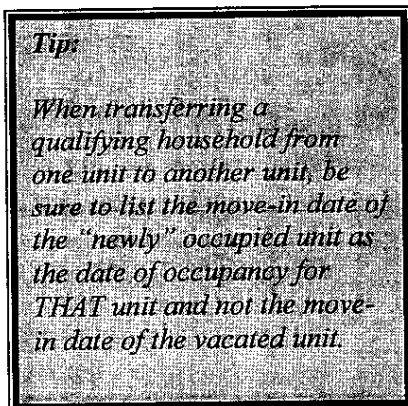 Tip:
When transferring a
qualifying household from
one unit to another unit, be
sure to list the move-in date of
the "newly" occupied unit as
the date of occupancy for
THAT unit and not the move-
in date of the vacated unit.